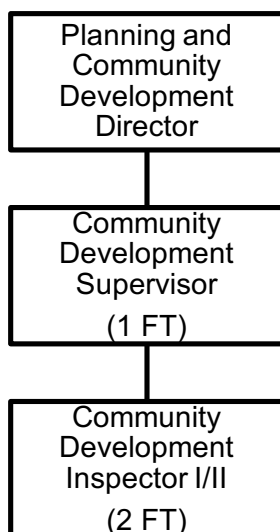 Planning and
Community
Development
Director
Community
Development
Supervisor
(1 FT)
Community
Development
Inspector I/II
(2 FT)